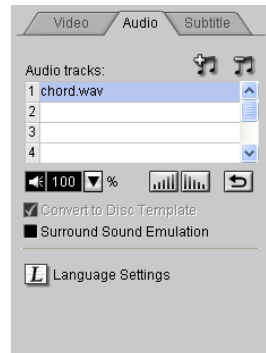 Video Audio Subtitle
Audio tracks:
1 chord.wav
2
3
4
100 %
Convert to Disc Template
Surround Sound Emulation
L Language Settings